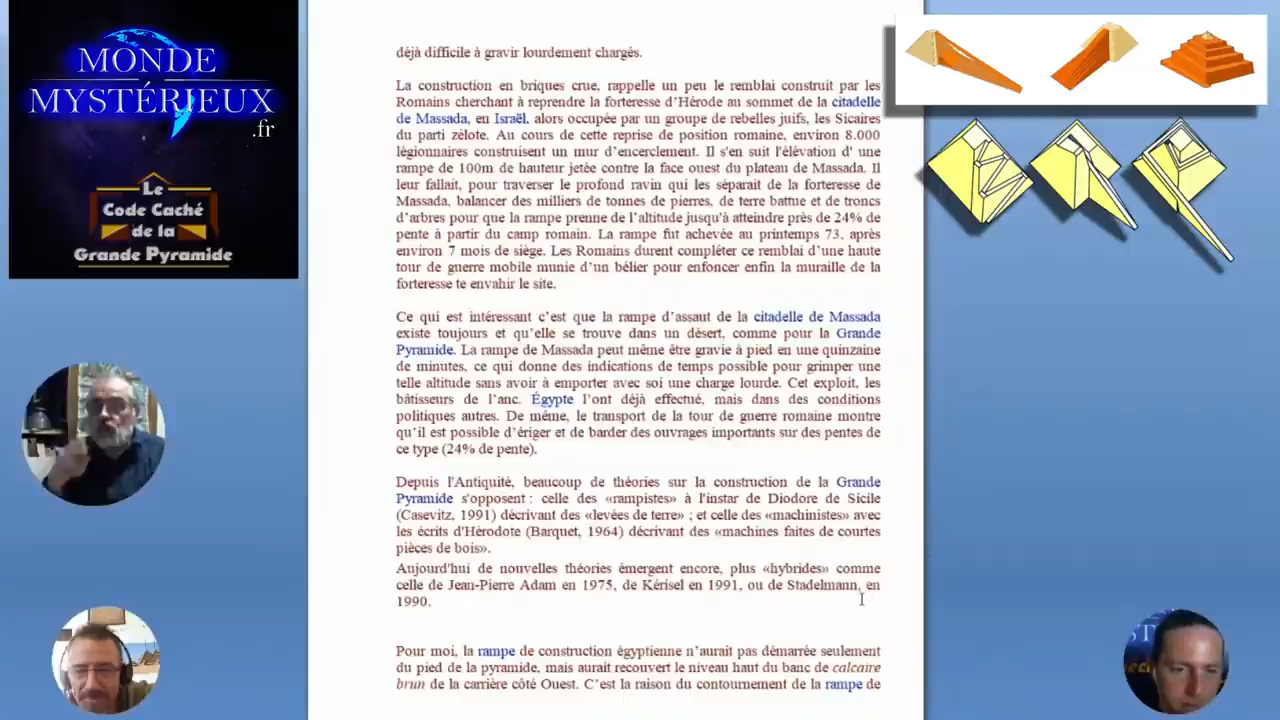 MONDE
MYSTÉRIEUX
.fr
Le
Code Caché
de la
Grande Pyramide
déjà difficile à gravir lourdement chargés.
La construction en briques crue, rappelle un peu le remblai construit par les
Romains cherchant à reprendre la forteresse d'Hérode au sommet de la citadelle
de Massada, en Israël, alors occupée par un groupe de rebelles juifs, les Sicaires
du parti zélote. Au cours de cette reprise de position romaine, environ 8.000
légionnaires construisent un mur d'encerclement. Il s'en suit l'élévation d' une
rampe de 100m de hauteur jetée contre la face ouest du plateau de Massada. Il
leur fallait, pour traverser le profond ravin qui les séparait de la forteresse de
Massada, balancer des milliers de tonnes de pierres, de terre battue et de troncs
d'arbres pour que la rampe prenne de l'altitude jusqu'à atteindre près de 24% de
pente à partir du camp romain. La rampe fut achevée au printemps 73, après
environ 7 mois de siège. Les Romains durent compléter ce remblai d'une haute
tour de guerre mobile munie d'un bélier pour enfoncer enfin la muraille de la
forteresse te envahir le site.
Ce qui est intéressant c'est que la rampe d'assaut de la citadelle de Massada
existe toujours et qu'elle se trouve dans un désert, comme pour la Grande
Pyramide. La rampe de Massada peut même être gravie à pied en une quinzaine
de minutes, ce qui donne des indications de temps possible pour grimper une
telle altitude sans avoir à emporter avec soi une charge lourde. Cet exploit, les
bâtisseurs de l'anc. Égypte l'ont déjà effectué, mais dans des conditions
politiques autres. De même, le transport de la tour de guerre romaine montre
qu'il est possible d'ériger et de barder des ouvrages importants sur des pentes de
ce type (24% de pente).
Depuis l'Antiquité, beaucoup de théories sur la construction de la Grande
Pyramide s'opposent : celle des «rampistes» à l'instar de Diodore de Sicile
(Casevitz, 1991) décrivant des «levées de terre» ; et celle des «machinistes» avec
les écrits d'Hérodote (Barquet, 1964) décrivant des «machines faites de courtes
pièces de bois».
Aujourd'hui de nouvelles théories émergent encore, plus «hybrides» comme
celle de Jean-Pierre Adam en 1975, de Kérisel en 1991, ou de Stadelmann, en
1990.
Pour moi, la rampe de construction égyptienne n'aurait pas démarrée seulement
du pied de la pyramide, mais aurait recouvert le niveau haut du banc de calcaire
brun de la carrière côté Ouest. C'est la raison du contournement de la rampe de